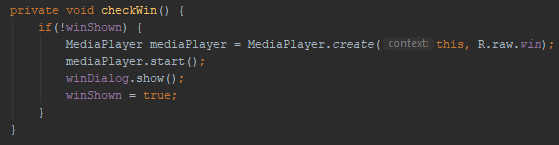 private void checkWin() {
if(!winShown) {
MediaPlayer mediaPlayer = MediaPlayer.create( context: this, R.raw.win);
mediaPlayer.start();
winDialog.show();
winShown = true;
}
}